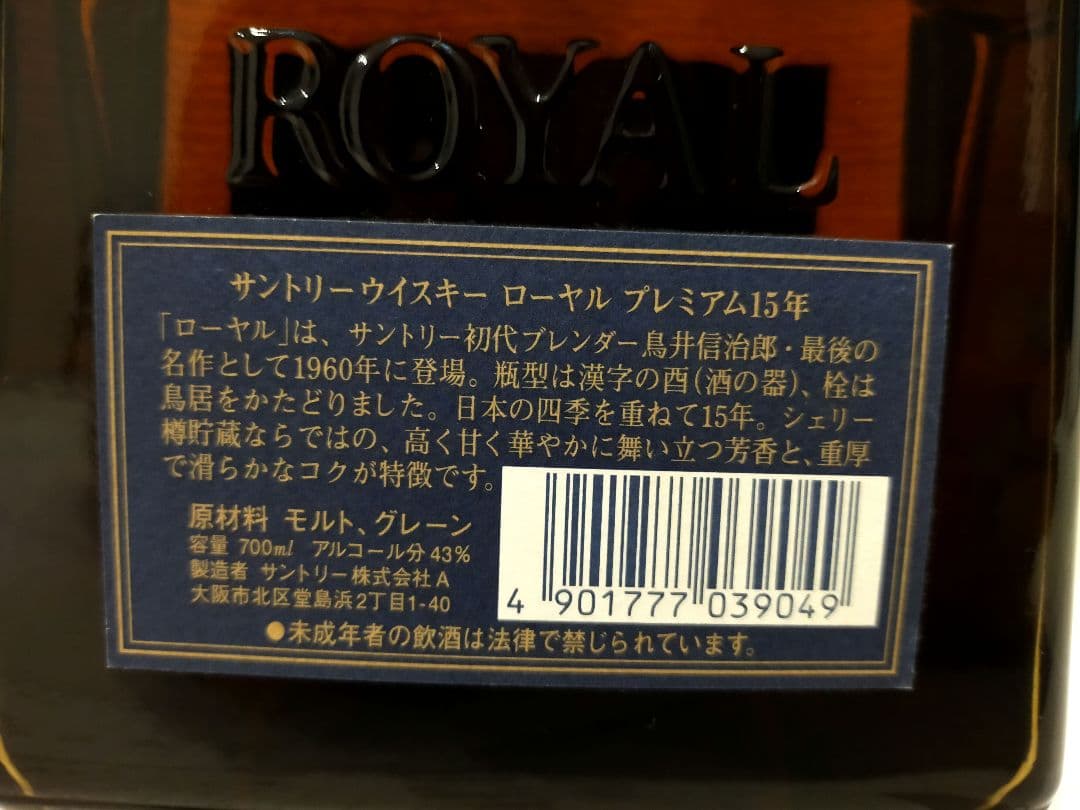 ROYAL
サントリーウイスキー ローヤル プレミアム15年
「ローヤル」は、サントリー初代ブレンダー鳥井信治郎・最後の
名作として1960年に登場。瓶型は漢字の酉(酒の器)、栓は
鳥居をかたどりました。日本の四季を重ねて15年。シェリー
樽貯蔵ならではの、高く甘く華やかに舞い立つ芳香と、重厚
で滑らかなコクが特徴です。
原材料 モルト、グレーン
容量 700ml アルコール分 43%
製造者 サントリー株式会社A
大阪市北区堂島浜2丁目1-40
4 901777 039049
●未成年者の飲酒は法律で禁じられています。